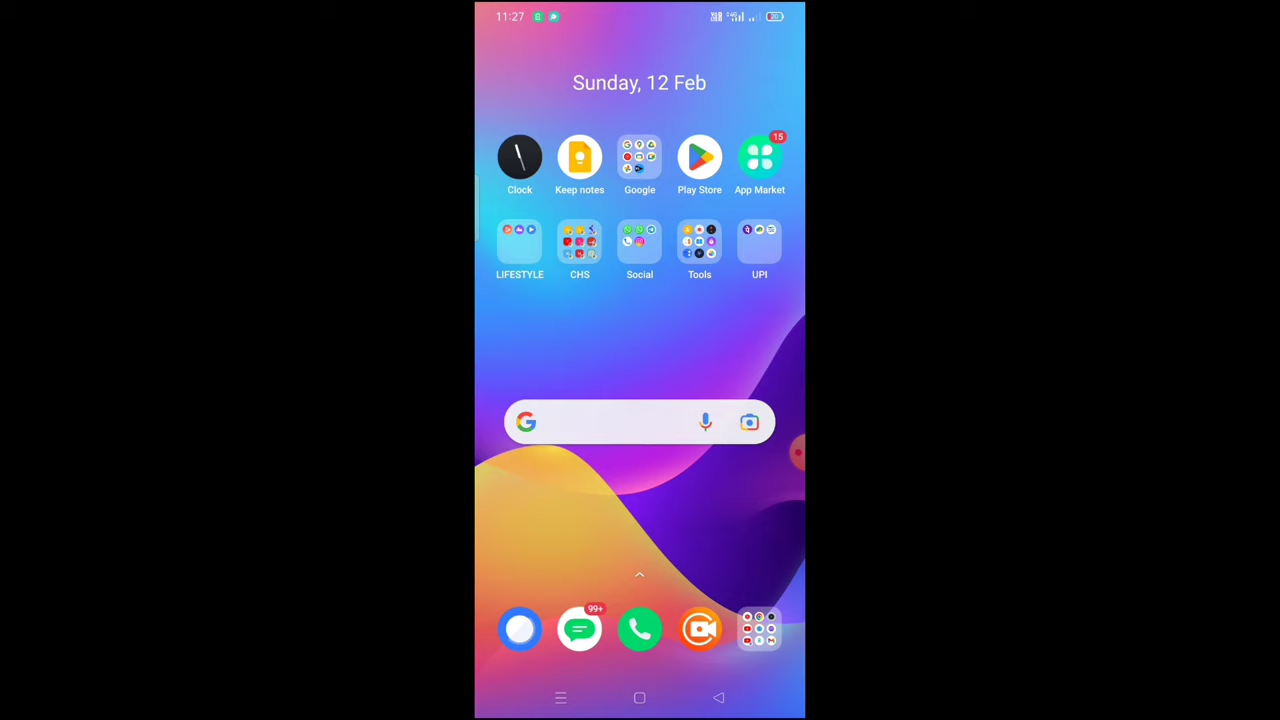 11:27
20
Sunday, 12 Feb
15
Clock
Keep notes
Google
Play Store
App Market
LIFESTYLE
CHS
Social
Tools
UPI
99+